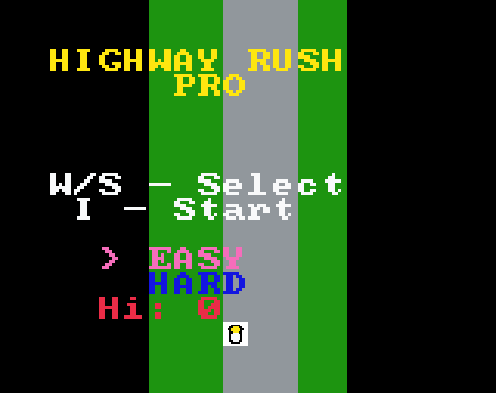 HIGHWAY RUSH
PRO
W/S - Select
I - Start
> EASY
HARD
Hi: 0